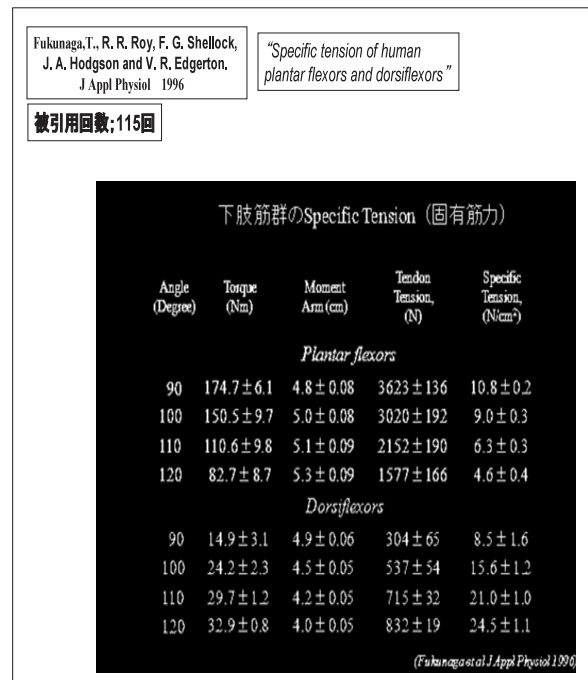 Fukunaga,T., R. R. Roy, F. G. Shellock,
J. A. Hodgson and V. R. Edgerton.
J Appl Physiol 1996
"Specific tension of human
plantar flexors and dorsiflexors"
被引用回数;115回
下肢筋群のSpecific Tension（固有筋力）
Angle (Degree) Torque (Nm) Moment Arm (cm) Tendon Tension, (N) Specific Tension, (N/cm²)
Plantar flexors
90 174.7±6.1 4.8±0.08 3623±136 10.8±0.2
100 150.5±9.7 5.0±0.08 3020±192 9.0±0.3
110 110.6±9.8 5.1±0.09 2152±190 6.3±0.3
120 82.7±8.7 5.3±0.09 1577±166 4.6±0.4
Dorsiflexors
90 14.9±3.1 4.9±0.06 304±65 8.5±1.6
100 24.2±2.3 4.5±0.05 537±54 15.6±1.2
110 29.7±1.2 4.2±0.05 715±32 21.0±1.0
120 32.9±0.8 4.0±0.05 832±19 24.5±1.1
(Fukunaga et al J Appl Physiol 1996)